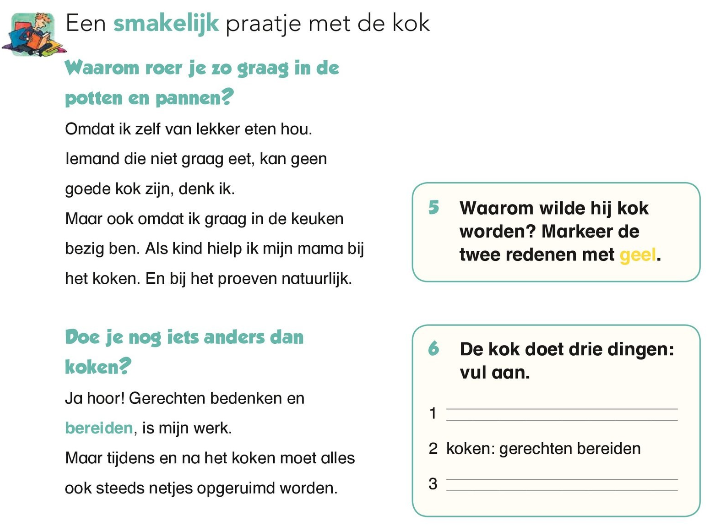 Een smakelijk praatje met de kok
Waarom roer je zo graag in de
potten en pannen?
Omdat ik zelf van lekker eten hou.
Iemand die niet graag eet, kan geen
goede kok zijn, denk ik.
Maar ook omdat ik graag in de keuken
bezig ben. Als kind hielp ik mijn mama bij
het koken. En bij het proeven natuurlijk.
5 Waarom wilde hij kok
worden? Markeer de
twee redenen met geel.
Doe je nog iets anders dan
koken?
Ja hoor! Gerechten bedenken en
bereiden, is mijn werk.
Maar tijdens en na het koken moet alles
ook steeds netjes opgeruimd worden.
6 De kok doet drie dingen:
vul aan.
1
2 koken: gerechten bereiden
3